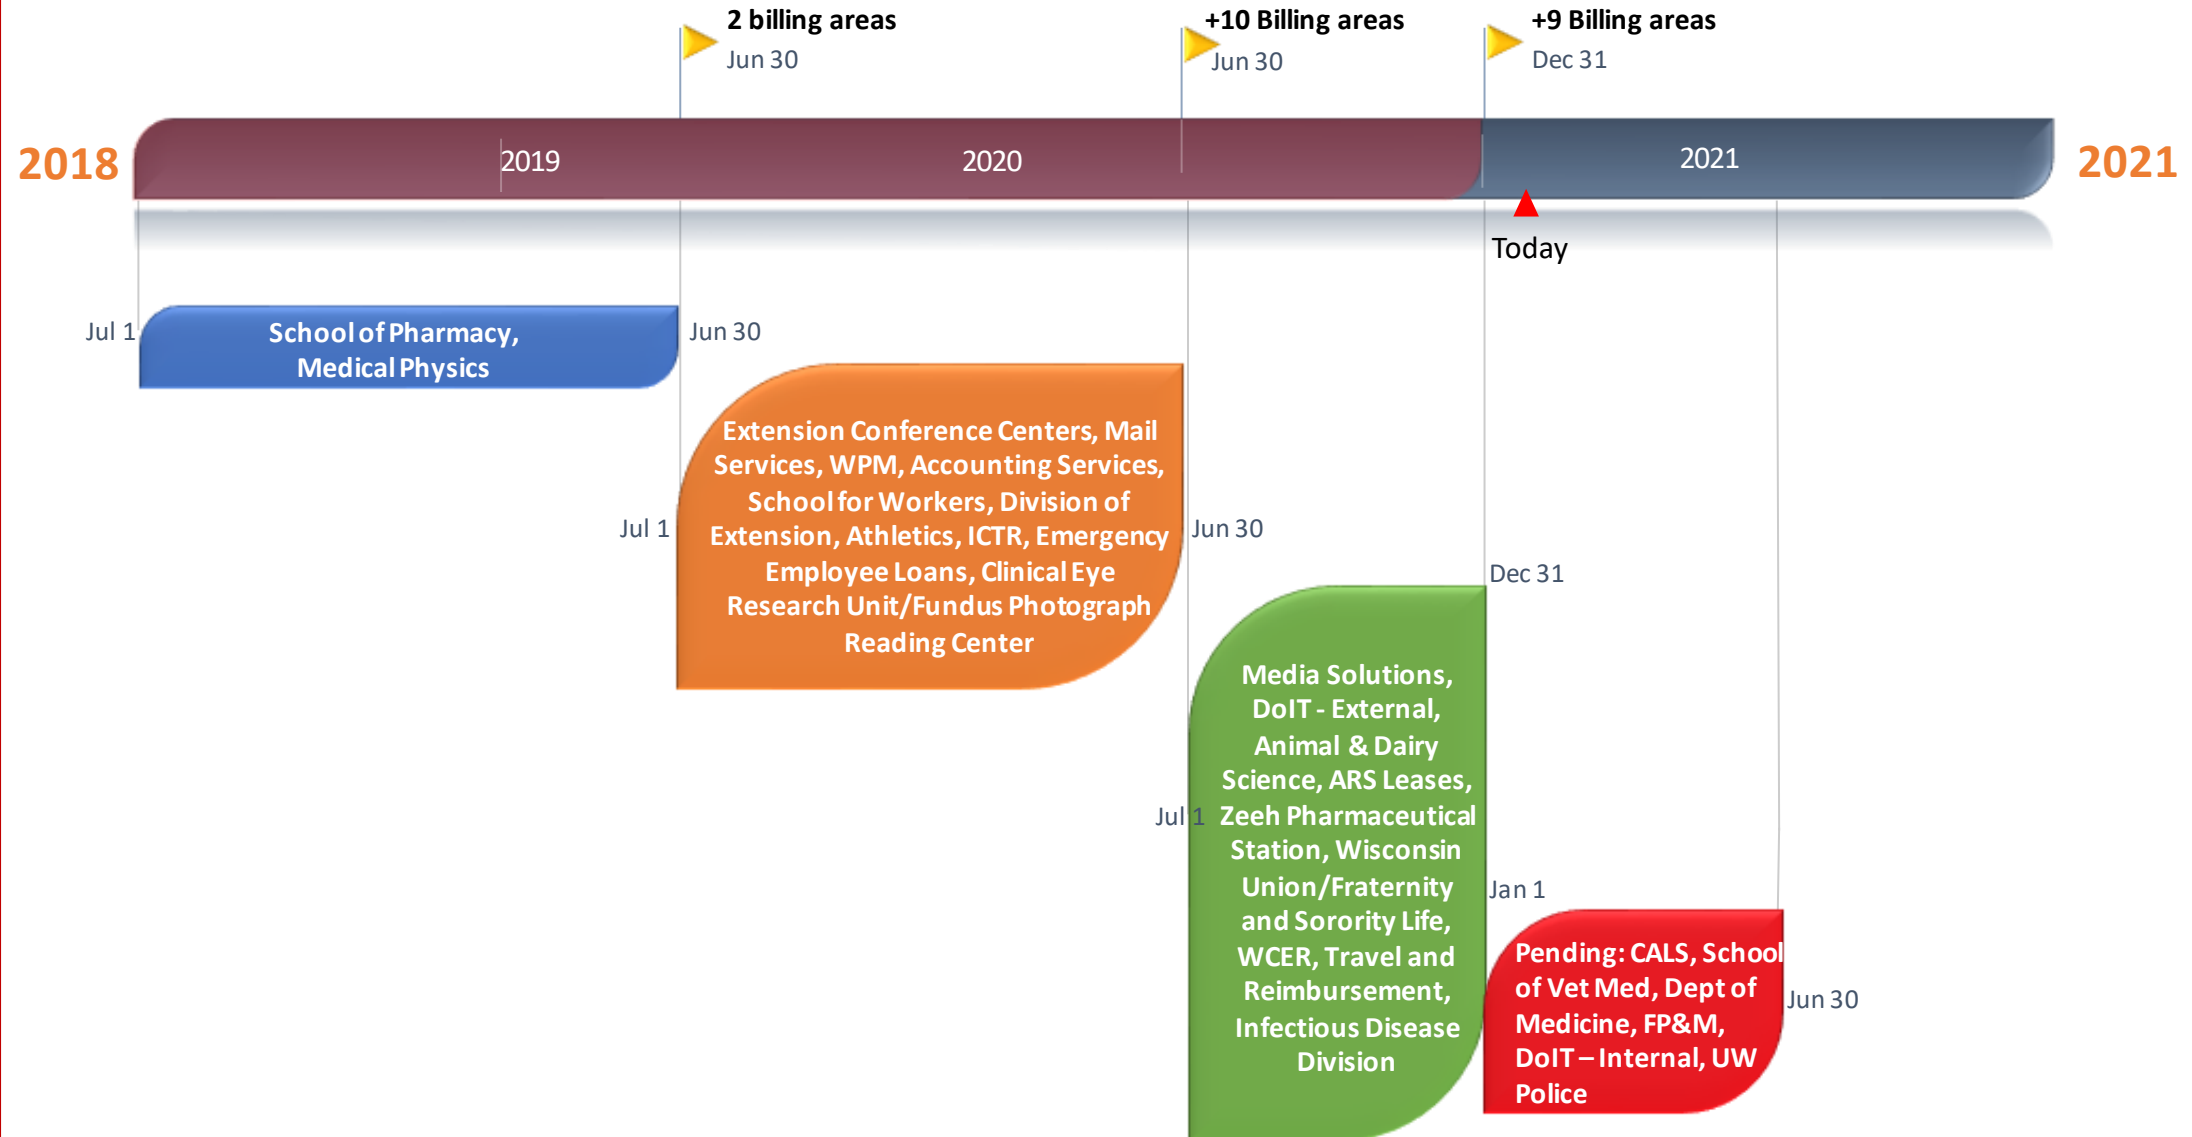 2 billing areas
Jun 30
+10 Billing areas
Jun 30
+9 Billing areas
Dec 31
2018
2019
2020
2021
2021
Today
Jul 1
School of Pharmacy,
Medical Physics
Jun 30
Extension Conference Centers, Mail
Services, WPM, Accounting Services,
School for Workers, Division of
Extension, Athletics, ICTR, Emergency
Employee Loans, Clinical Eye
Research Unit/Fundus Photograph
Reading Center
Jul 1
Jun 30
Dec 31
Media Solutions,
DoIT - External,
Animal & Dairy
Science, ARS Leases,
Zeeh Pharmaceutical
Station, Wisconsin
Union/Fraternity
and Sorority Life,
WCER, Travel and
Reimbursement,
Infectious Disease
Division
Jul 1
Jan 1
Pending: CALS, School
of Vet Med, Dept of
Medicine, FP&M,
DoIT – Internal, UW
Police
Jun 30